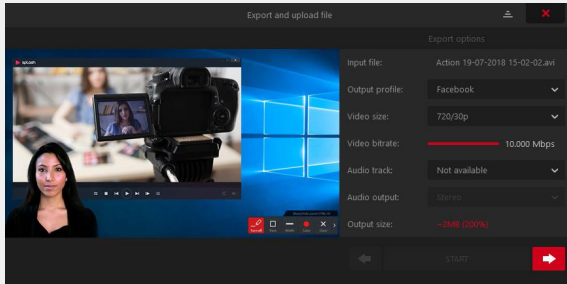 Export and upload file
Export options
Input file: Action 19-07-2018 15-02-02.avi
Output profile: Facebook
Video size: 720/30p
Video bitrate: 10.000 Mbps
Audio track: Not available
Audio output: Stereo
Output size: ~2MB (200%)
START